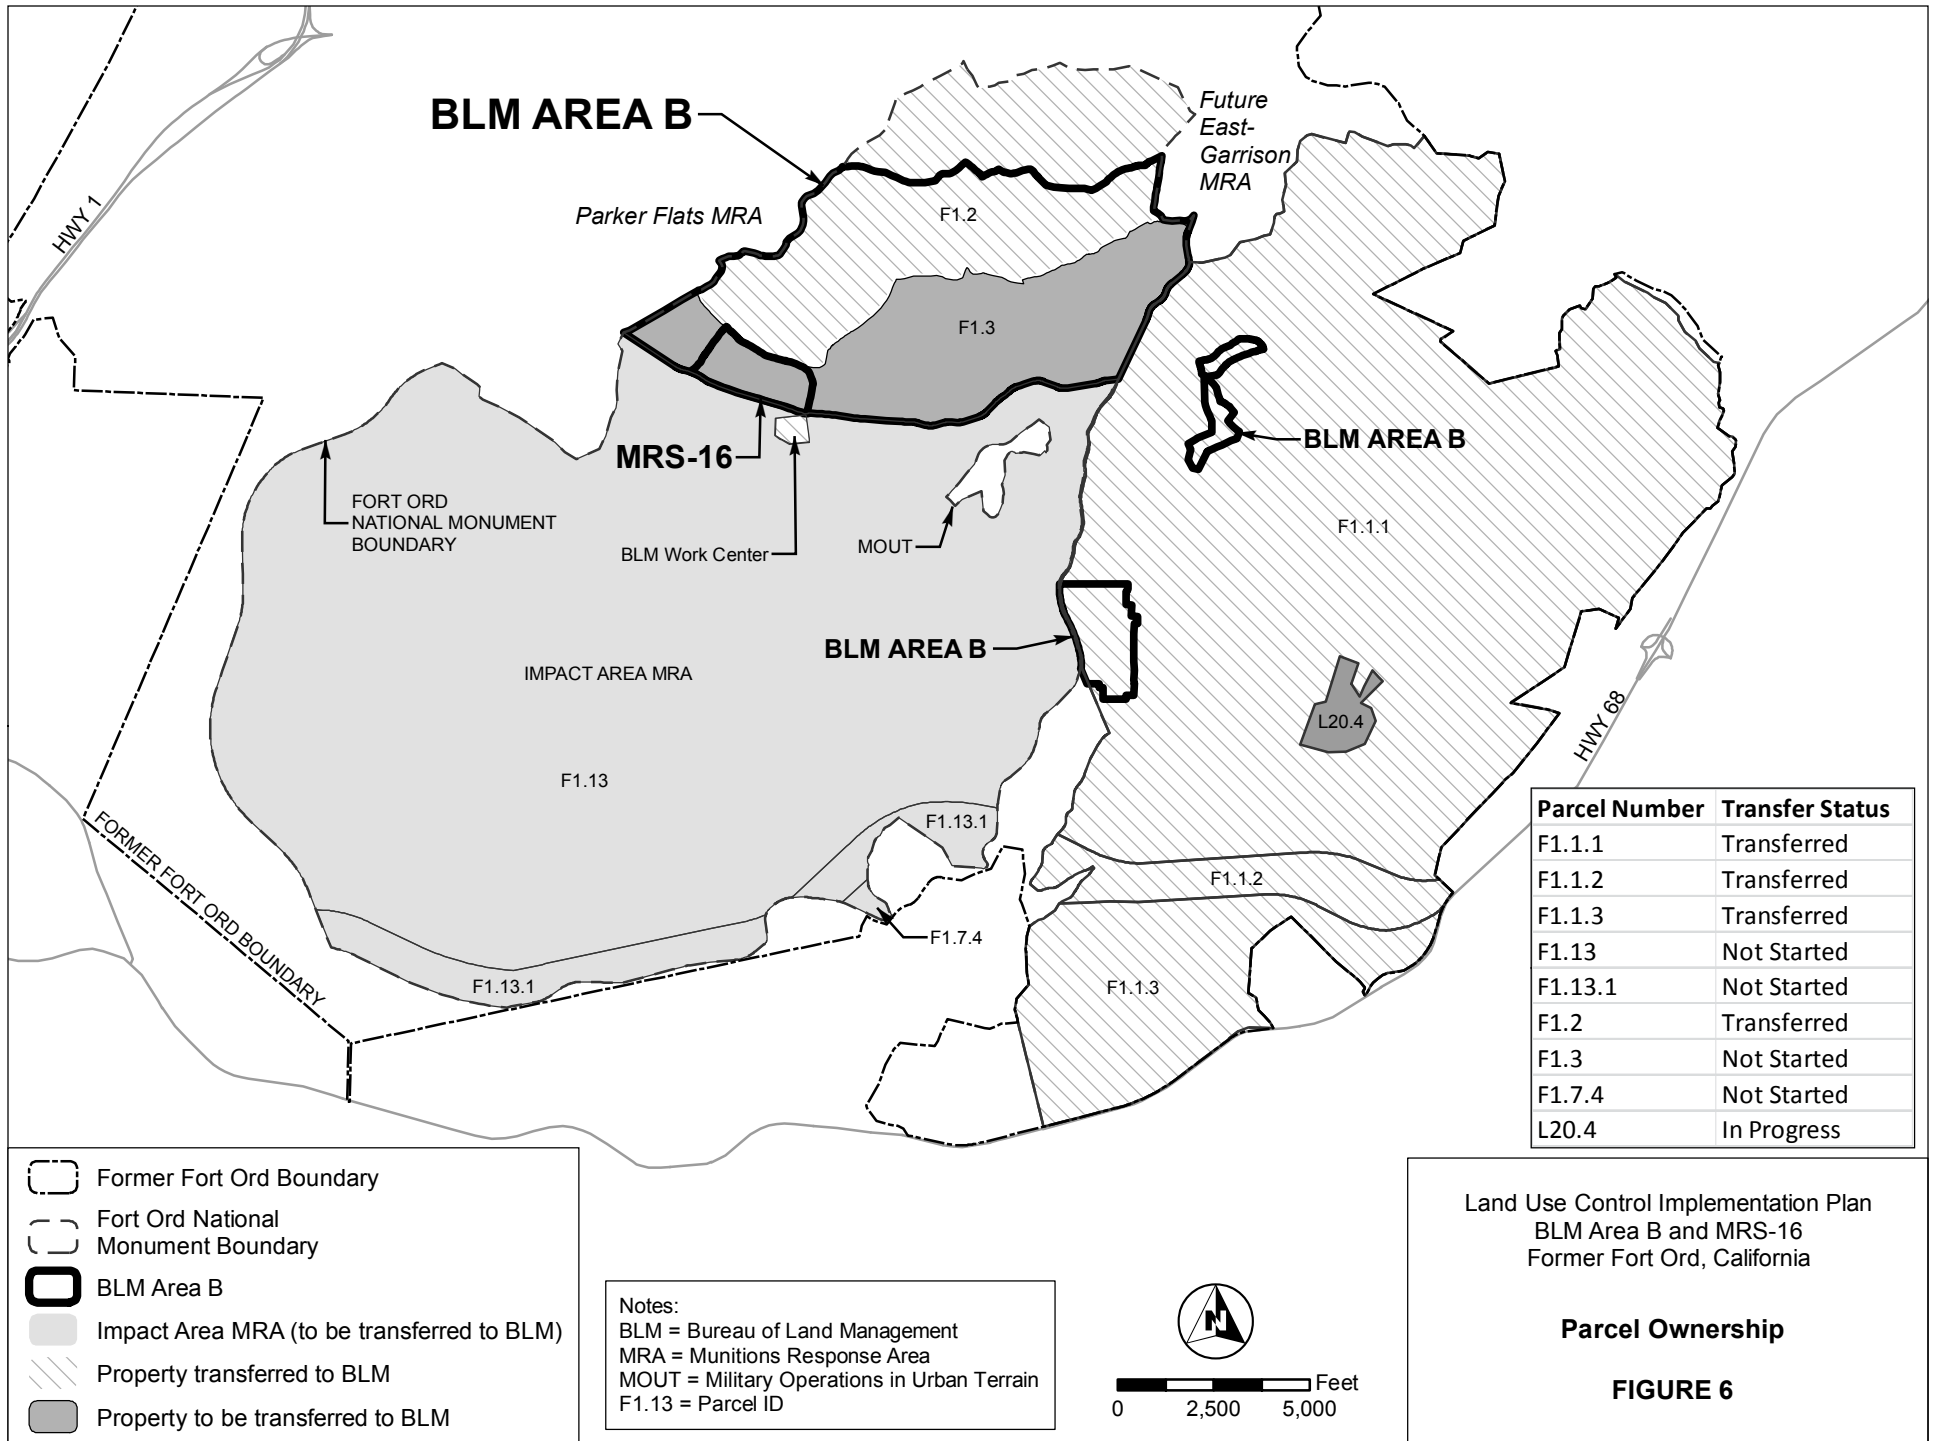 BLM AREA B
Future
East-
Garrison
MRA
HWY 1
Parker Flats MRA
F1.2
F1.3
MRS-16
BLM AREA B
FORT ORD
NATIONAL MONUMENT
BOUNDARY
BLM Work Center
MOUT
F1.1.1
BLM AREA B
IMPACT AREA MRA
L20.4
HWY 68
F1.13
F1.13.1
FORMER FORT ORD BOUNDARY
F1.1.2
F1.7.4
F1.13.1
F1.1.3
Parcel Number Transfer Status
F1.1.1 Transferred
F1.1.2 Transferred
F1.1.3 Transferred
F1.13 Not Started
F1.13.1 Not Started
F1.2 Transferred
F1.3 Not Started
F1.7.4 Not Started
L20.4 In Progress
Former Fort Ord Boundary
Fort Ord National
Monument Boundary
BLM Area B
Impact Area MRA (to be transferred to BLM)
Property transferred to BLM
Property to be transferred to BLM
Notes:
BLM = Bureau of Land Management
MRA = Munitions Response Area
MOUT = Military Operations in Urban Terrain
F1.13 = Parcel ID
N
Feet
0 2,500 5,000
Land Use Control Implementation Plan
BLM Area B and MRS-16
Former Fort Ord, California
Parcel Ownership
FIGURE 6